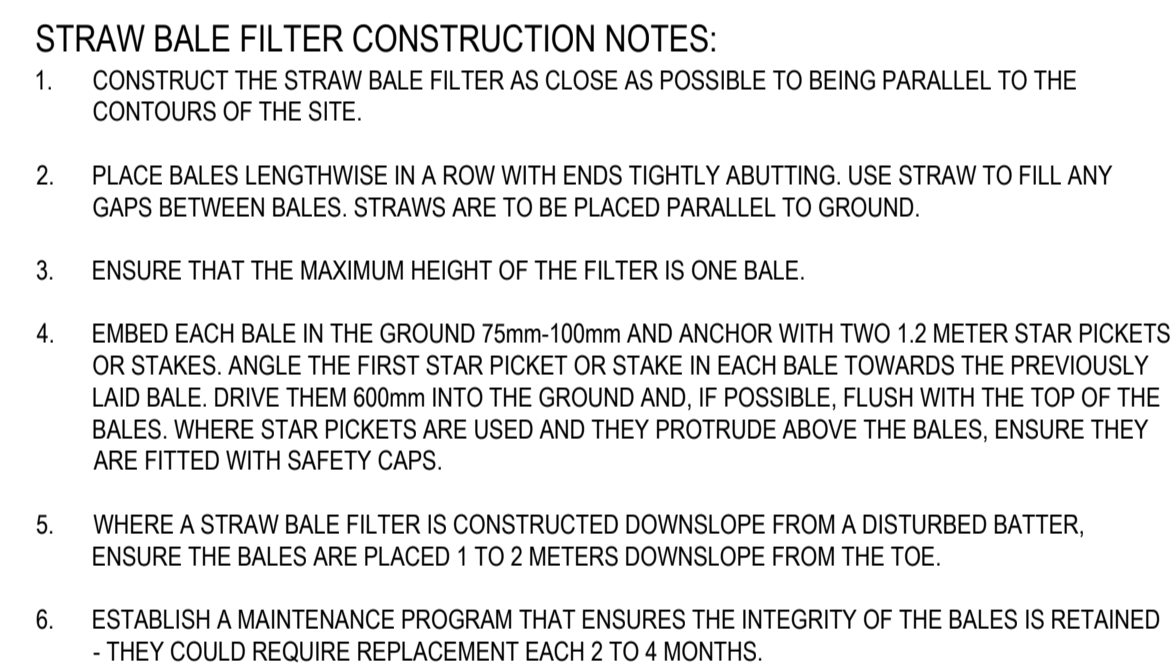 STRAW BALE FILTER CONSTRUCTION NOTES:
1. CONSTRUCT THE STRAW BALE FILTER AS CLOSE AS POSSIBLE TO BEING PARALLEL TO THE
CONTOURS OF THE SITE.
2. PLACE BALES LENGTHWISE IN A ROW WITH ENDS TIGHTLY ABUTTING. USE STRAW TO FILL ANY
GAPS BETWEEN BALES. STRAWS ARE TO BE PLACED PARALLEL TO GROUND.
3. ENSURE THAT THE MAXIMUM HEIGHT OF THE FILTER IS ONE BALE.
4. EMBED EACH BALE IN THE GROUND 75mm-100mm AND ANCHOR WITH TWO 1.2 METER STAR PICKETS
OR STAKES. ANGLE THE FIRST STAR PICKET OR STAKE IN EACH BALE TOWARDS THE PREVIOUSLY
LAID BALE. DRIVE THEM 600mm INTO THE GROUND AND, IF POSSIBLE, FLUSH WITH THE TOP OF THE
BALES. WHERE STAR PICKETS ARE USED AND THEY PROTRUDE ABOVE THE BALES, ENSURE THEY
ARE FITTED WITH SAFETY CAPS.
5. WHERE A STRAW BALE FILTER IS CONSTRUCTED DOWNSLOPE FROM A DISTURBED BATTER,
ENSURE THE BALES ARE PLACED 1 TO 2 METERS DOWNSLOPE FROM THE TOE.
6. ESTABLISH A MAINTENANCE PROGRAM THAT ENSURES THE INTEGRITY OF THE BALES IS RETAINED
- THEY COULD REQUIRE REPLACEMENT EACH 2 TO 4 MONTHS.